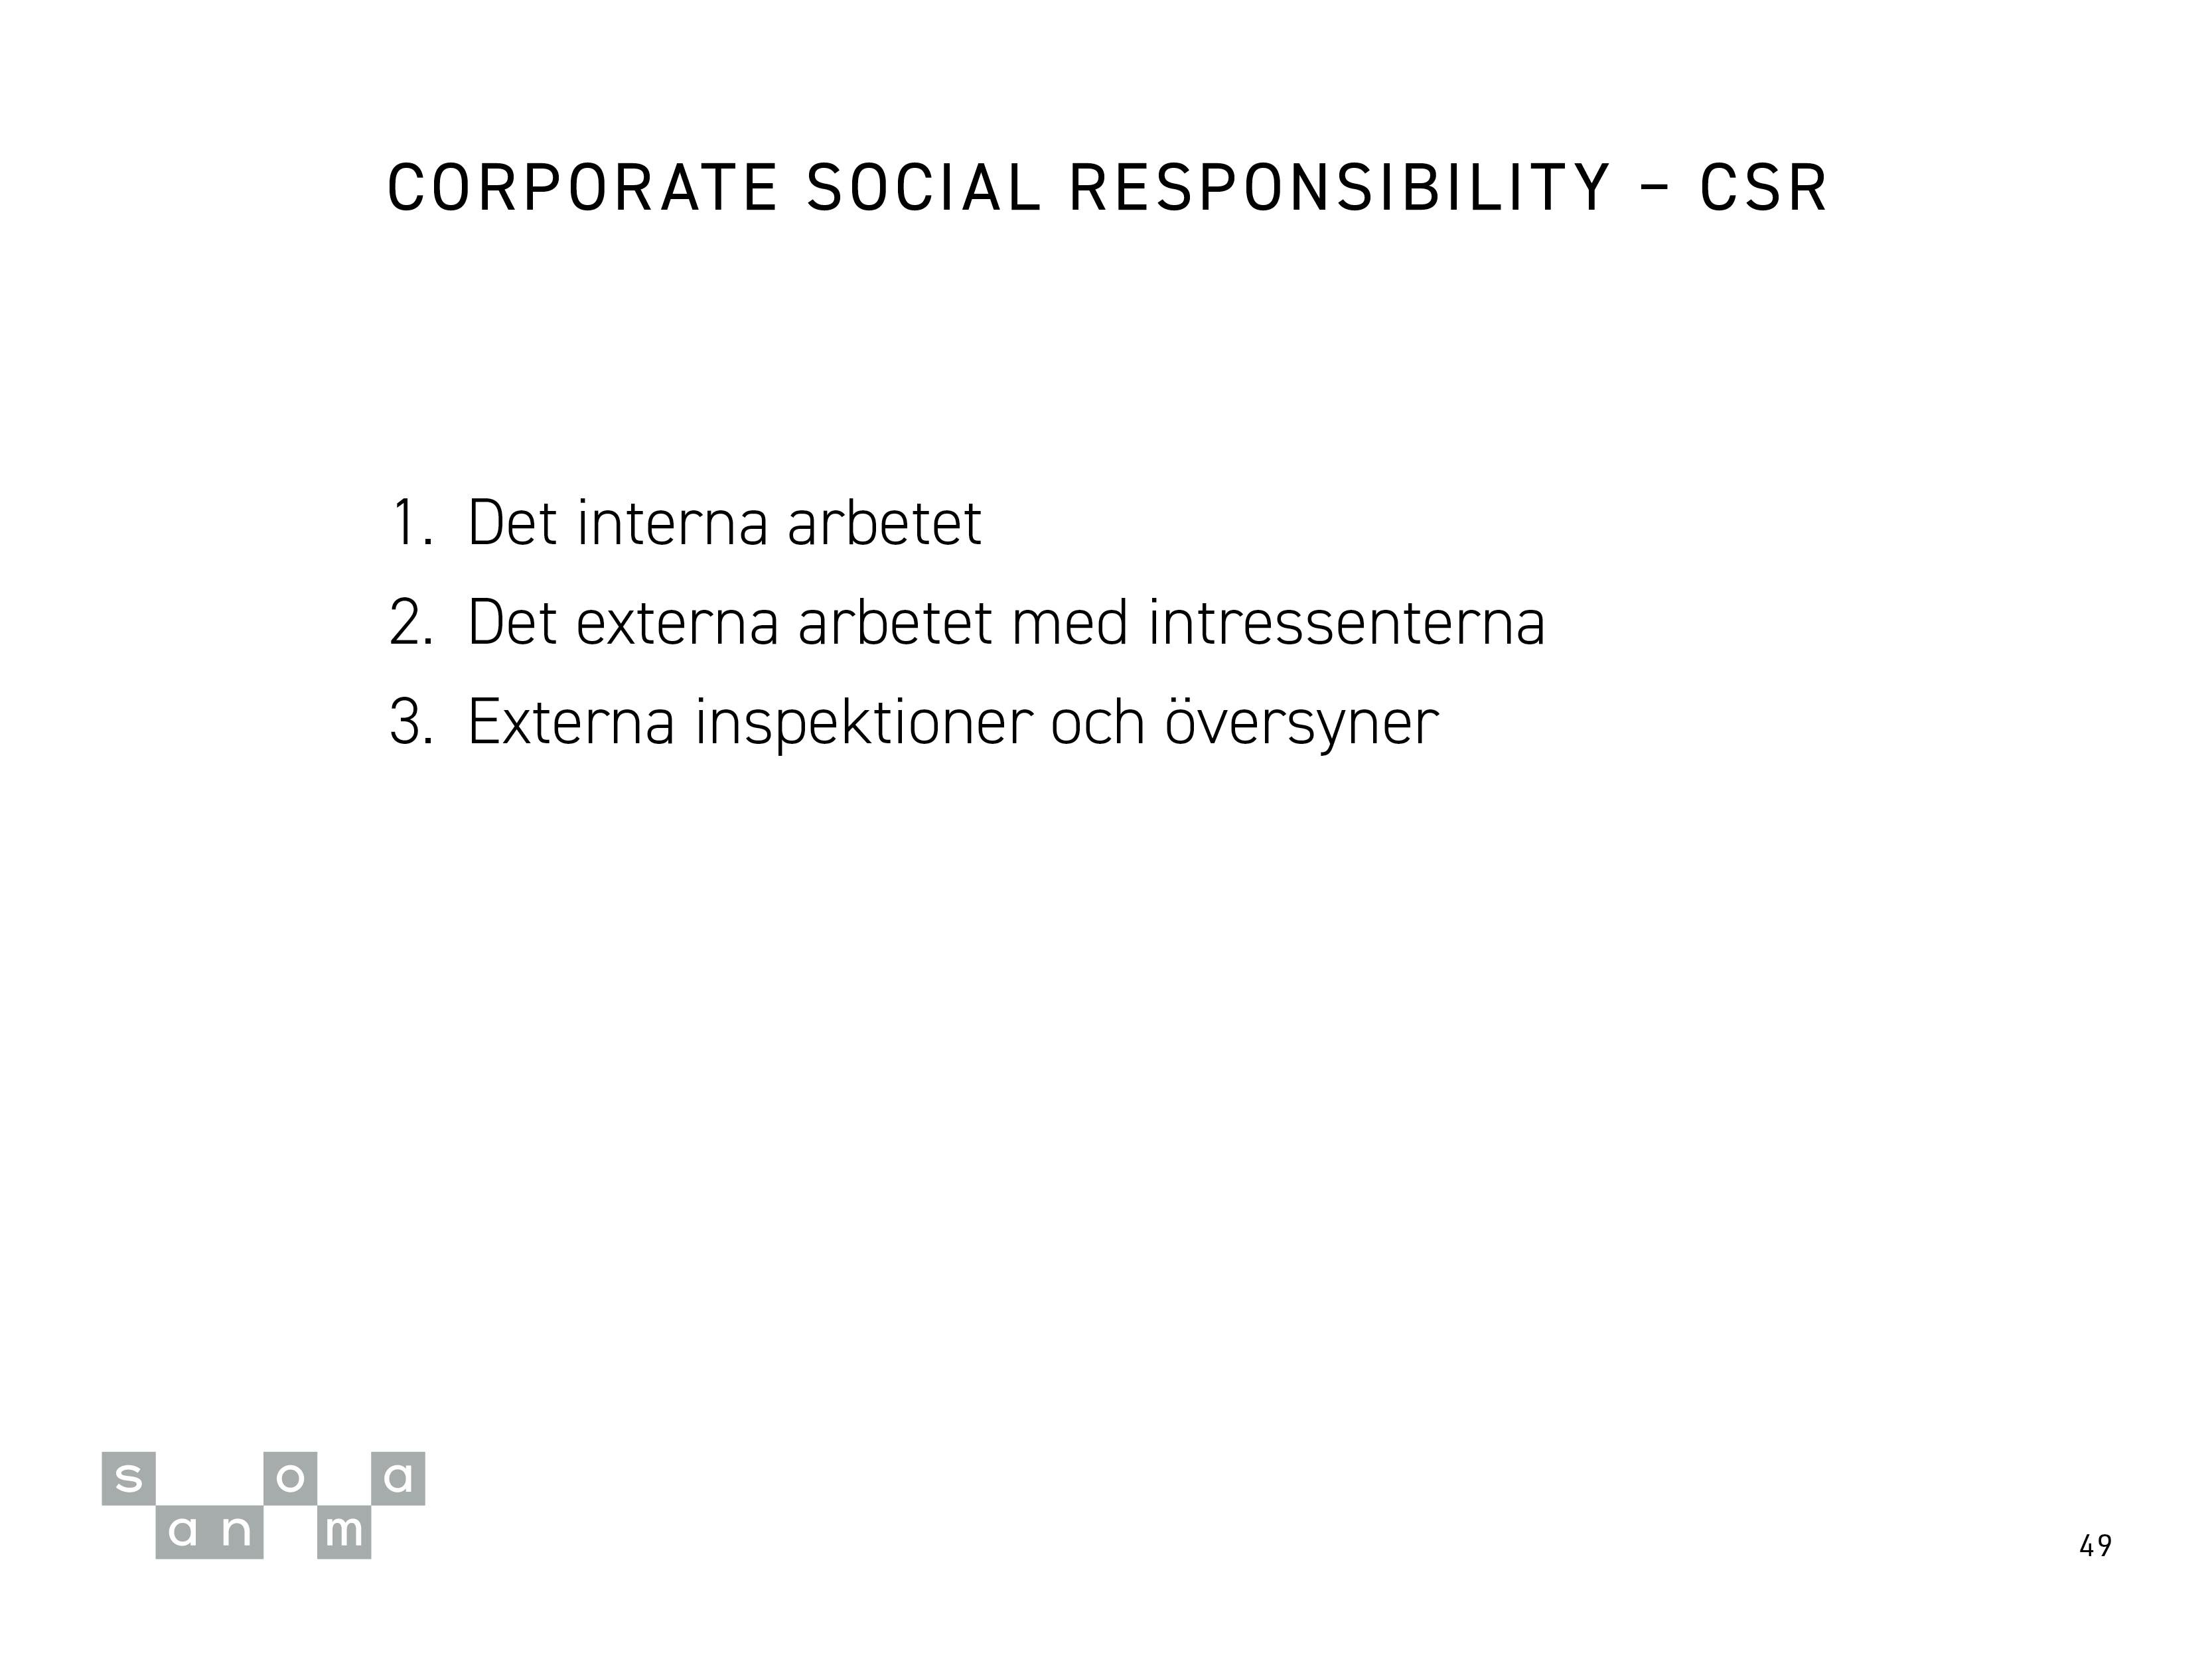 CORPORATE SOCIAL RESPONSIBILITY – CSR
1. Det interna arbetet
2. Det externa arbetet med intressenterna
3. Externa inspektioner och översyner
sanoma
49